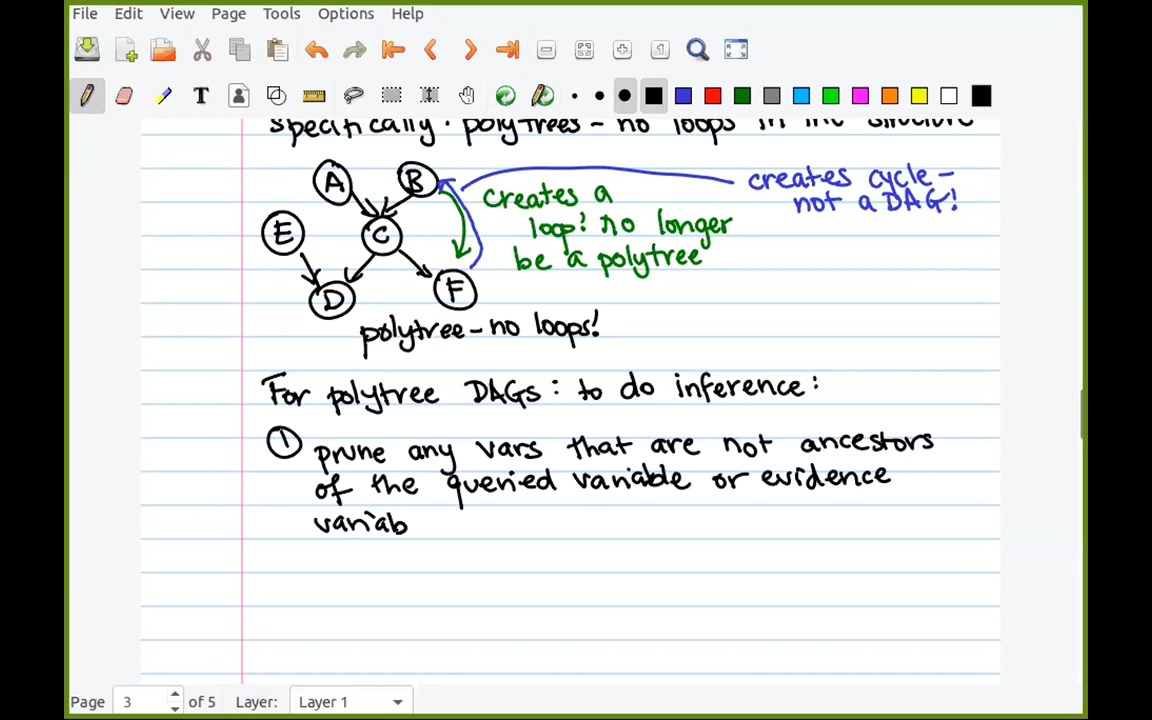 File Edit View Page Tools Options Help
specifically. polytrees - no loops in the structure
A B
creates a
loop! no longer
be a polytree
creates cycle -
not a DAG!
E C
D F
polytree - no loops!
For polytree DAGs: to do inference:
1 prune any vars that are not ancestors
of the queried variable or evidence
variab
Page 3 of 5 Layer: Layer 1